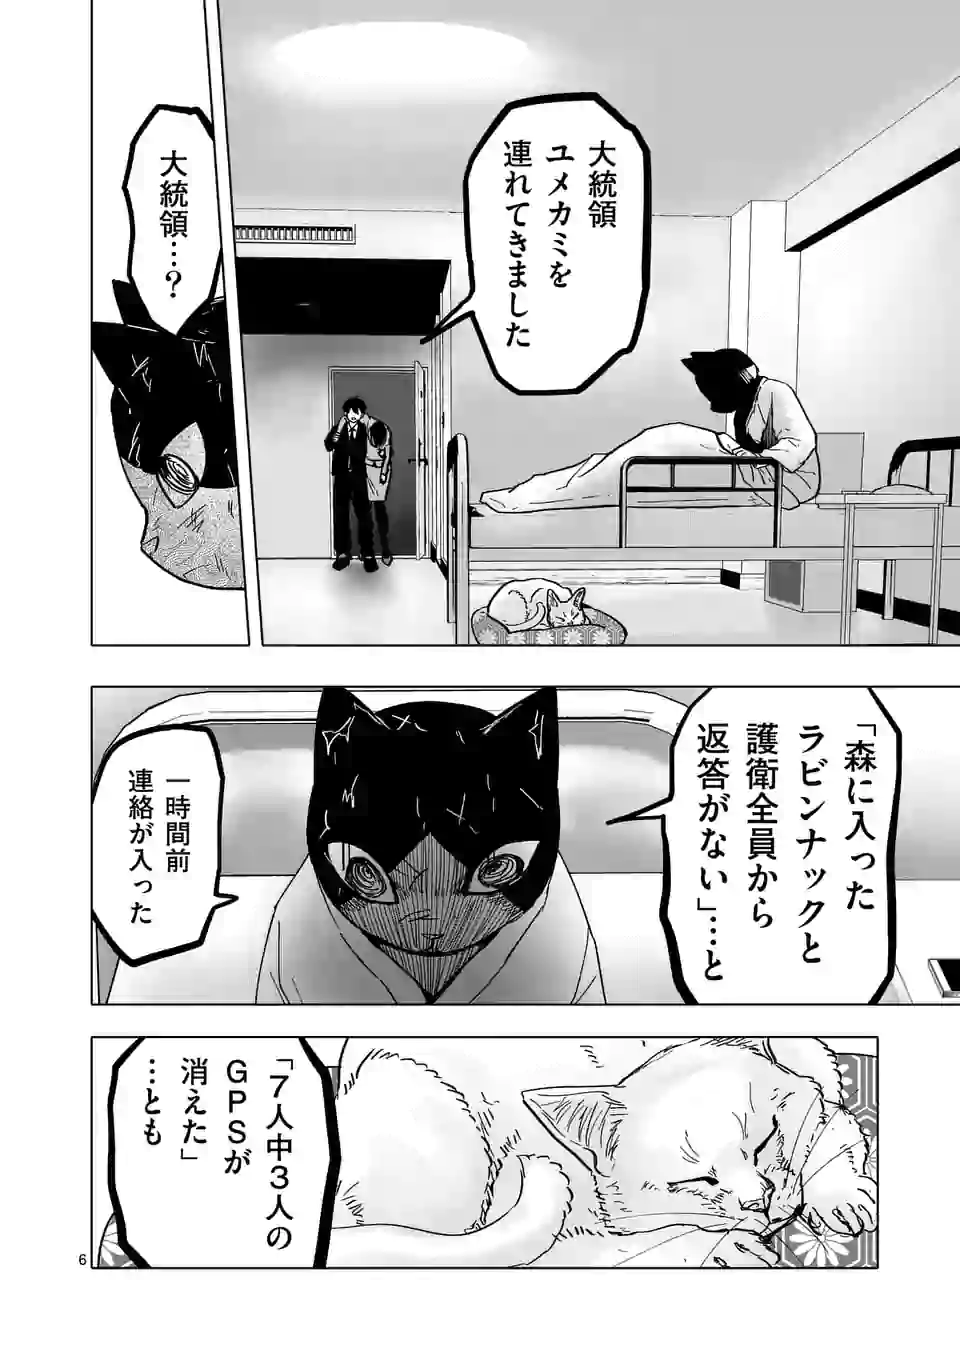 大統領
ユメカミを
連れてきました
大統領…?
「森に入った
ラビンナックと
護衛全員から
返答がない」…と
一時間前
連絡が入った
「7人中3人の
GPSが
消えた」
…とも
6